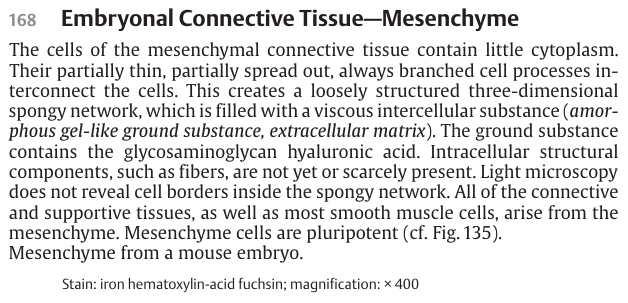 168 Embryonal Connective Tissue—Mesenchyme
The cells of the mesenchymal connective tissue contain little cytoplasm.
Their partially thin, partially spread out, always branched cell processes in-
terconnect the cells. This creates a loosely structured three-dimensional
spongy network, which is filled with a viscous intercellular substance (amor-
phous gel-like ground substance, extracellular matrix). The ground substance
contains the glycosaminoglycan hyaluronic acid. Intracellular structural
components, such as fibers, are not yet or scarcely present. Light microscopy
does not reveal cell borders inside the spongy network. All of the connective
and supportive tissues, as well as most smooth muscle cells, arise from the
mesenchyme. Mesenchyme cells are pluripotent (cf. Fig. 135).
Mesenchyme from a mouse embryo.
Stain: iron hematoxylin-acid fuchsin; magnification: × 400